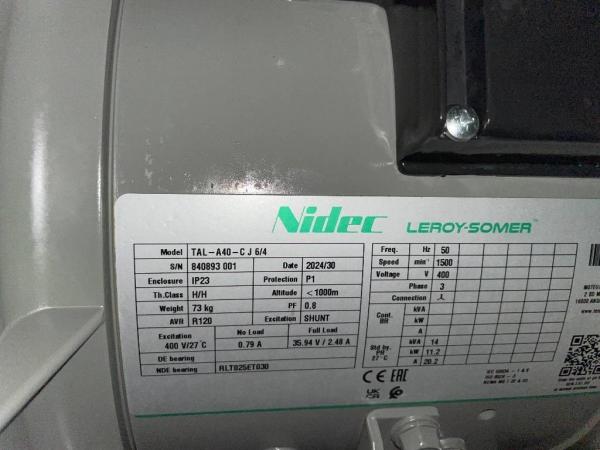 Nidec LEROY-SOMER™
Model TAL-A40-C J 6/4
S/N 840893 001 Date 2024/30
Enclosure IP23 Protection P1
Th.Class H/H Altitude <1000m
Weight 73 kg PF 0.8
AVR R120 Excitation SHUNT
Excitation No Load Full Load
400 V/27°C 0.79 A 35.94 V / 2.48 A
DE bearing
NDE bearing RLT025ET030
Freq. Hz 50
Speed min⁻¹ 1500
Voltage V 400
Phase 3
Connection
Cont. BR kVA
kW
A
Std by. PR 27°C kVA 14
kW 11.2
A 20.2
CE EAC
UK CA